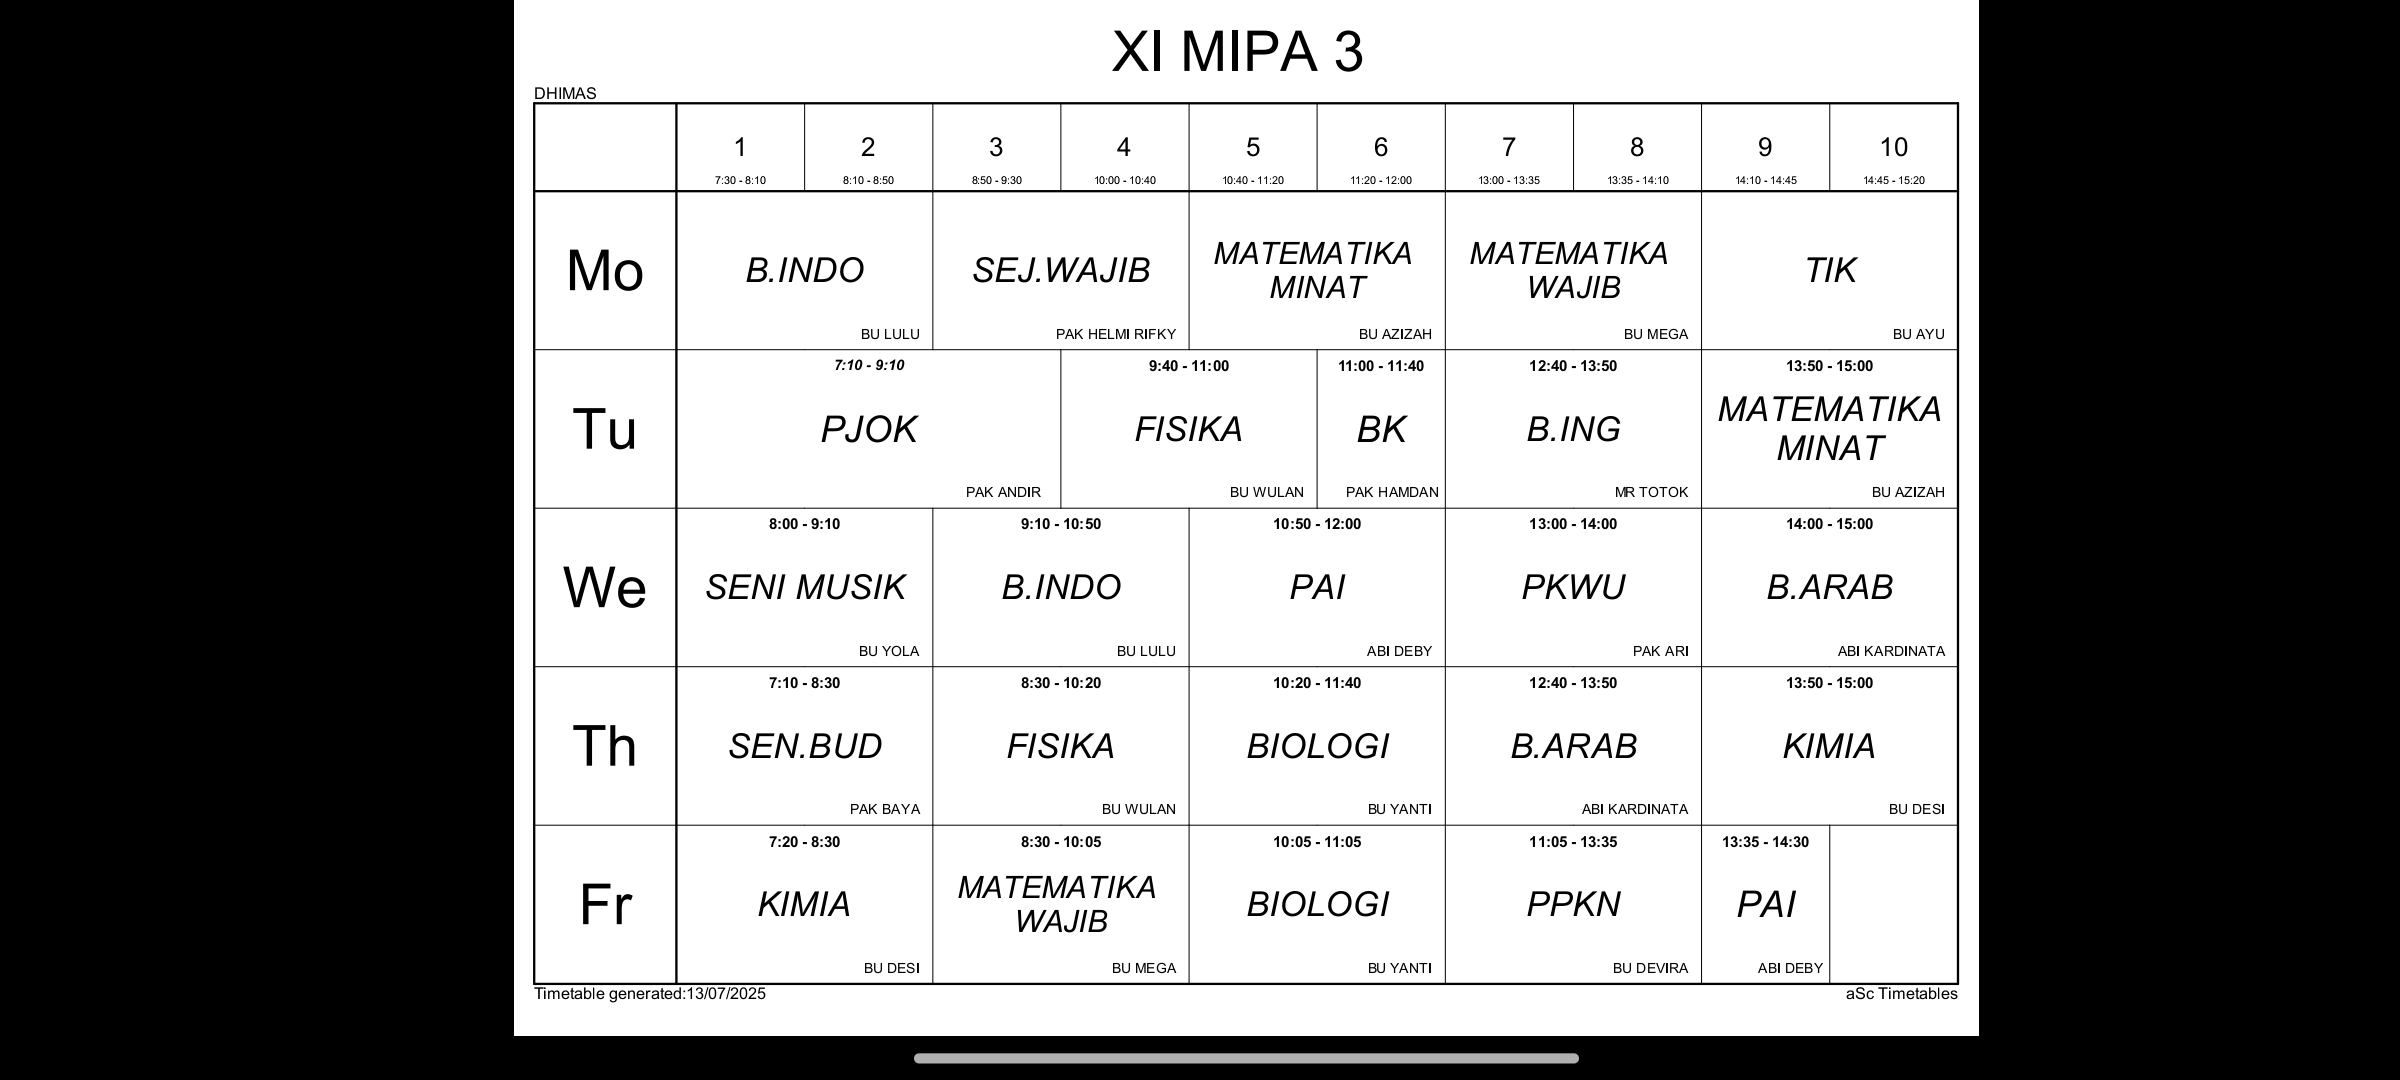 XI MIPA 3
DHIMAS
1 2 3 4 5 6 7 8 9 10
7:30 - 8:10 8:10 - 8:50 8:50 - 9:30 10:00 - 10:40 10:40 - 11:20 11:20 - 12:00 13:00 - 13:35 13:35 - 14:10 14:10 - 14:45 14:45 - 15:20
Mo
B.INDO
BU LULU
SEJ.WAJIB
PAK HELMI RIFKY
MATEMATIKA
MINAT
BU AZIZAH
MATEMATIKA
WAJIB
BU MEGA
TIK
BU AYU
Tu
7:10 - 9:10
PJOK
PAK ANDIR
9:40 - 11:00
FISIKA
BU WULAN
11:00 - 11:40
BK
PAK HAMDAN
12:40 - 13:50
B.ING
MR TOTOK
13:50 - 15:00
MATEMATIKA
MINAT
BU AZIZAH
We
8:00 - 9:10
SENI MUSIK
BU YOLA
9:10 - 10:50
B.INDO
BU LULU
10:50 - 12:00
PAI
ABI DEBY
13:00 - 14:00
PKWU
PAK ARI
14:00 - 15:00
B.ARAB
ABI KARDINATA
Th
7:10 - 8:30
SEN.BUD
PAK BAYA
8:30 - 10:20
FISIKA
BU WULAN
10:20 - 11:40
BIOLOGI
BU YANTI
12:40 - 13:50
B.ARAB
ABI KARDINATA
13:50 - 15:00
KIMIA
BU DESI
Fr
7:20 - 8:30
KIMIA
BU DESI
8:30 - 10:05
MATEMATIKA
WAJIB
BU MEGA
10:05 - 11:05
BIOLOGI
BU YANTI
11:05 - 13:35
PPKN
BU DEVIRA
13:35 - 14:30
PAI
ABI DEBY
Timetable generated:13/07/2025
aSc Timetables